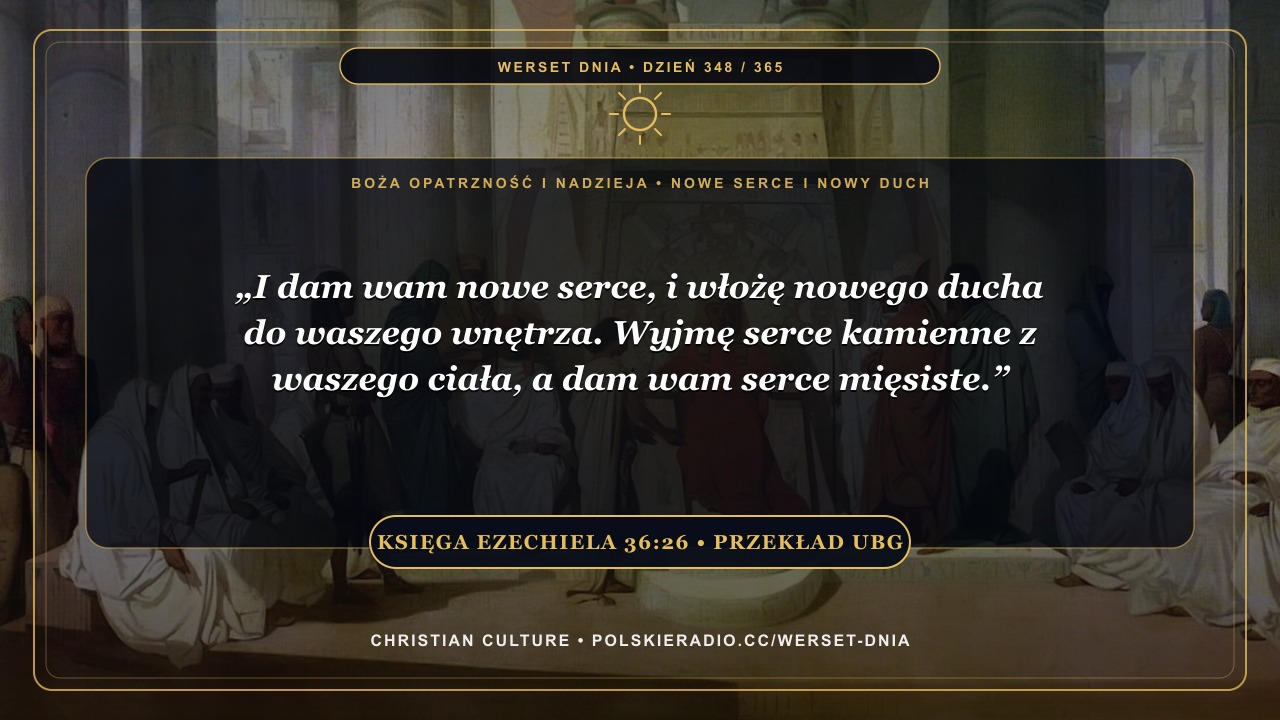 WERSET DNIA • DZIEŃ 348 / 365
BOŻA OPATRZNOŚĆ I NADZIEJA • NOWE SERCE I NOWY DUCH
„I dam wam nowe serce, i włożę nowego ducha
do waszego wnętrza. Wyjmę serce kamienne z
waszego ciała, a dam wam serce mięsiste.”
KSIĘGA EZECHIELA 36:26 • PRZEKŁAD UBG
CHRISTIAN CULTURE • POLSKIERADIO.CC/WERSET-DNIA